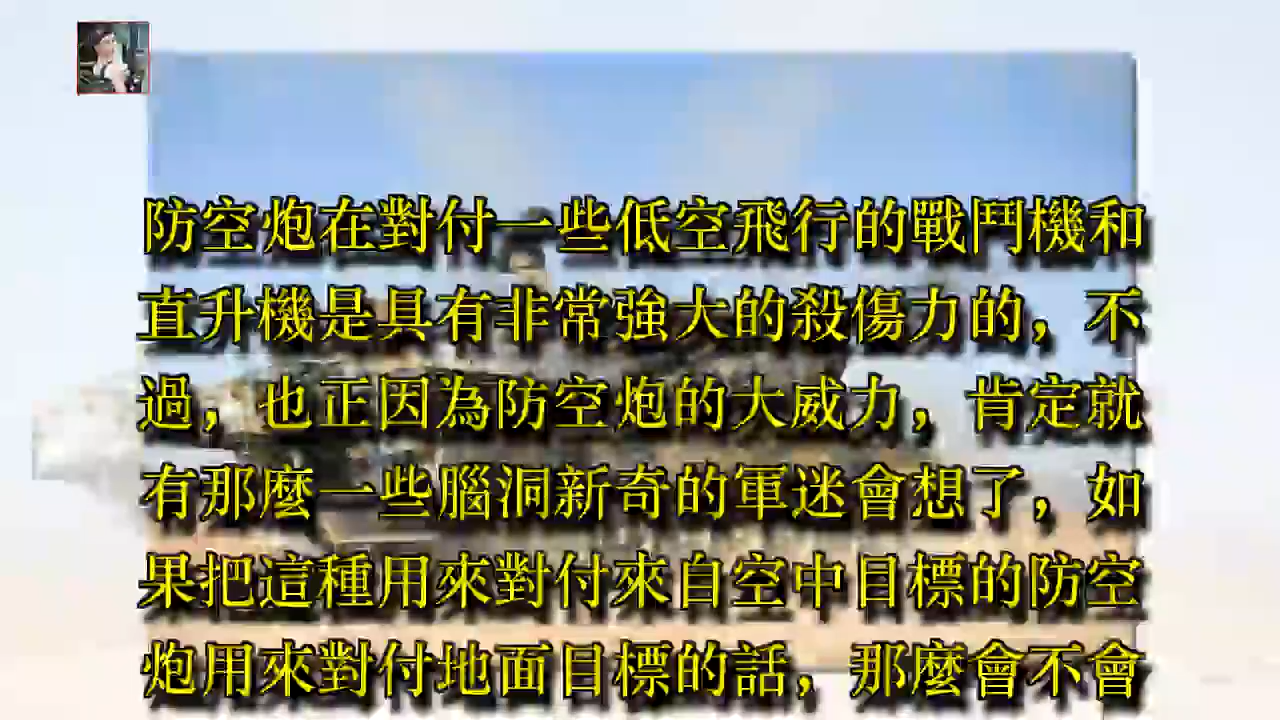 防空炮在對付一些低空飛行的戰鬥機和
直升機是具有非常強大的殺傷力的，不
過，也正因為防空炮的大威力，肯定就
有那麼一些腦洞新奇的軍迷會想了，如
果把這種用來對付來自空中目標的防空
炮用來對付地面目標的話，那麼會不會